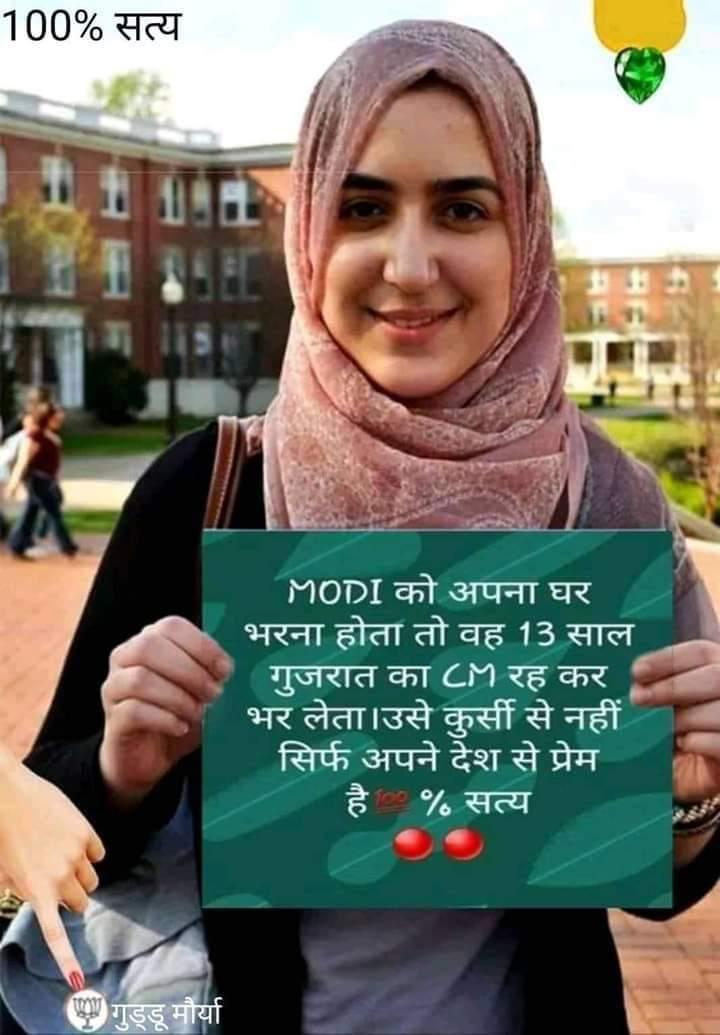 100% सत्य
MODI को अपना घर
भरना होता तो वह 13 साल
गुजरात का CM रह कर
भर लेता।उसे कुर्सी से नहीं
सिर्फ अपने देश से प्रेम
है💯 % सत्य
गुड्डू मौर्या